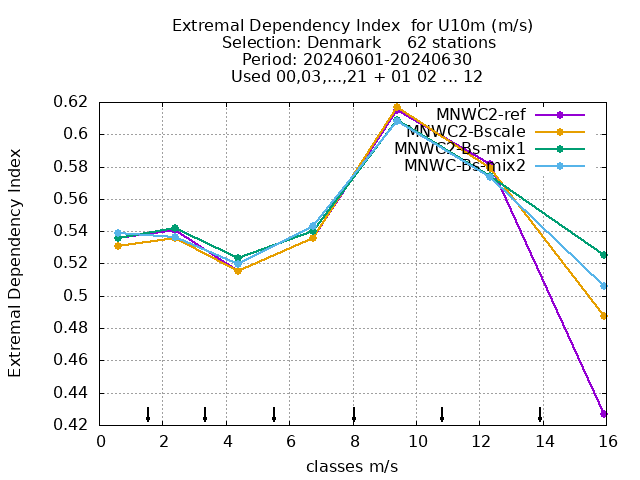 Extremal Dependency Index  for U10m (m/s)
Selection: Denmark     62 stations
Period: 20240601-20240630
Used 00,03,...,21 + 01 02 ... 12
MNWC2-ref
MNWC2-Bscale
MNWC2-Bs-mix1
MNWC-Bs-mix2
Extremal Dependency Index
0.62
0.6
0.58
0.56
0.54
0.52
0.5
0.48
0.46
0.44
0.42
0 2 4 6 8 10 12 14 16
classes m/s